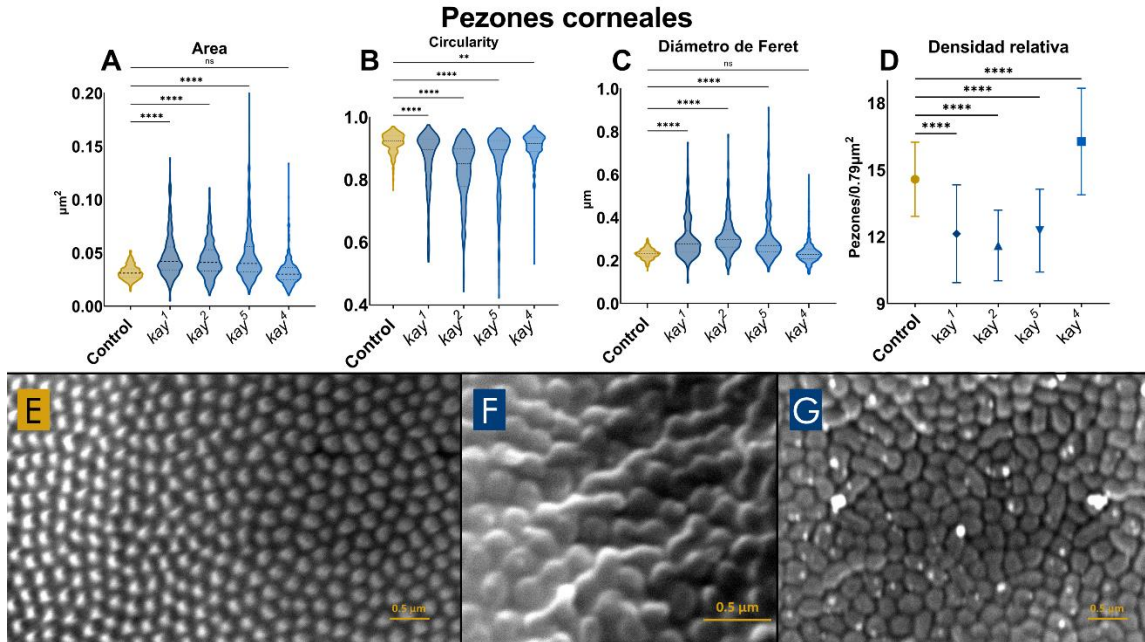 Pezones corneales
A
Area
ns
****
****
****
µm²
0.20
0.15
0.10
0.05
0.00
Control
kay¹
kay²
kay⁵
kay⁴
B
Circularity
**
****
****
****
1.0
0.9
0.6
0.4
Control
kay¹
kay²
kay⁵
kay⁴
C
Diámetro de Feret
ns
****
****
****
µm
1.0
0.8
0.6
0.4
0.2
0.0
Control
kay¹
kay²
kay⁵
kay⁴
D
Densidad relativa
****
****
****
****
Pezones/0.79µm²
18
15
12
9
Control
kay¹
kay²
kay⁵
kay⁴
E
0.5 µm
F
0.5 µm
G
0.5 µm